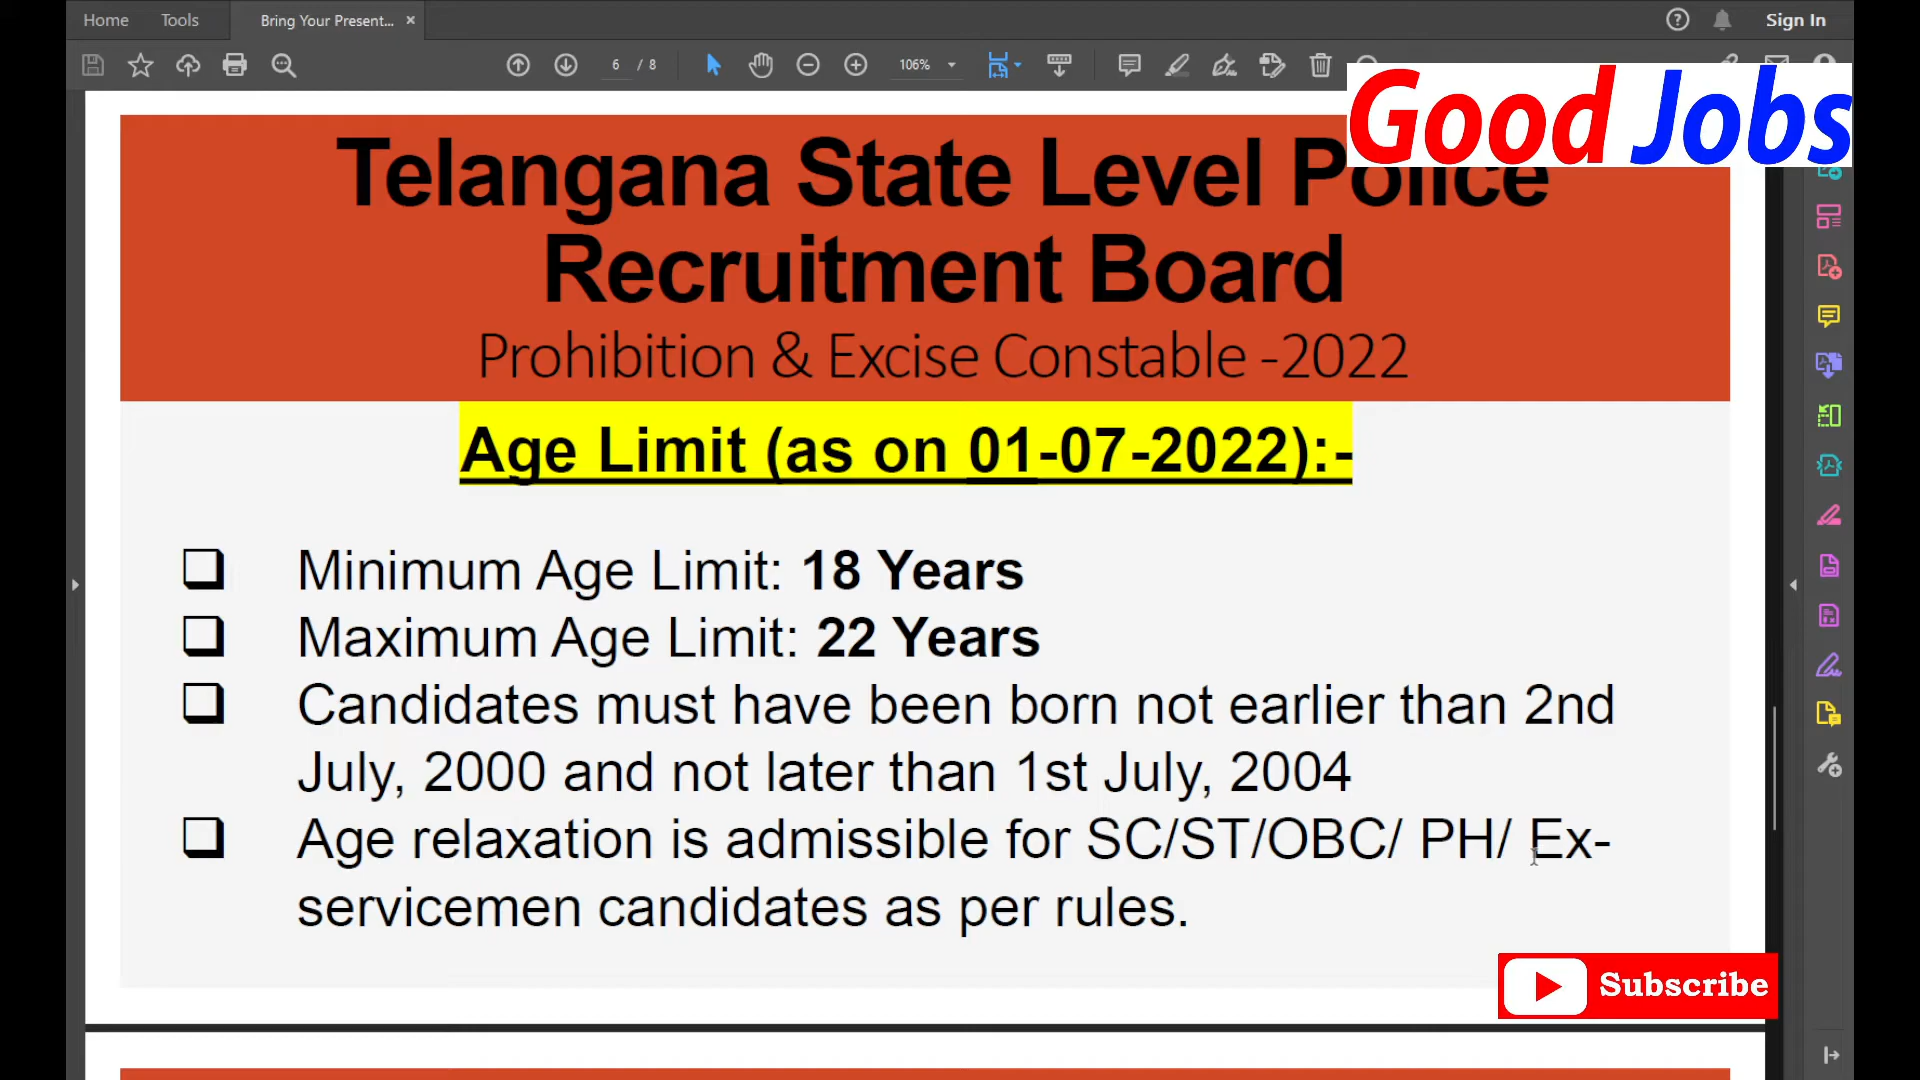 Home Tools Bring Your Present... × Sign In
6 / 8 106%
Good Jobs
Telangana State Level Police
Recruitment Board
Prohibition & Excise Constable -2022
Age Limit (as on 01-07-2022):-
❑ Minimum Age Limit: 18 Years
❑ Maximum Age Limit: 22 Years
❑ Candidates must have been born not earlier than 2nd
July, 2000 and not later than 1st July, 2004
❑ Age relaxation is admissible for SC/ST/OBC/ PH/ Ex-
servicemen candidates as per rules.
Subscribe